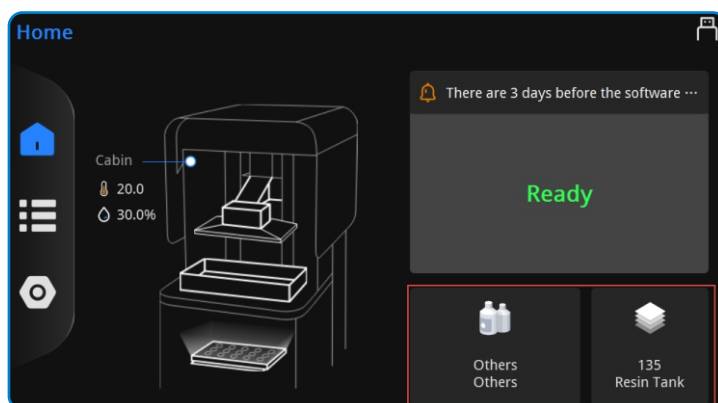 Home
There are 3 days before the software ···
Cabin
20.0
30.0%
Ready
Others
Others
135
Resin Tank